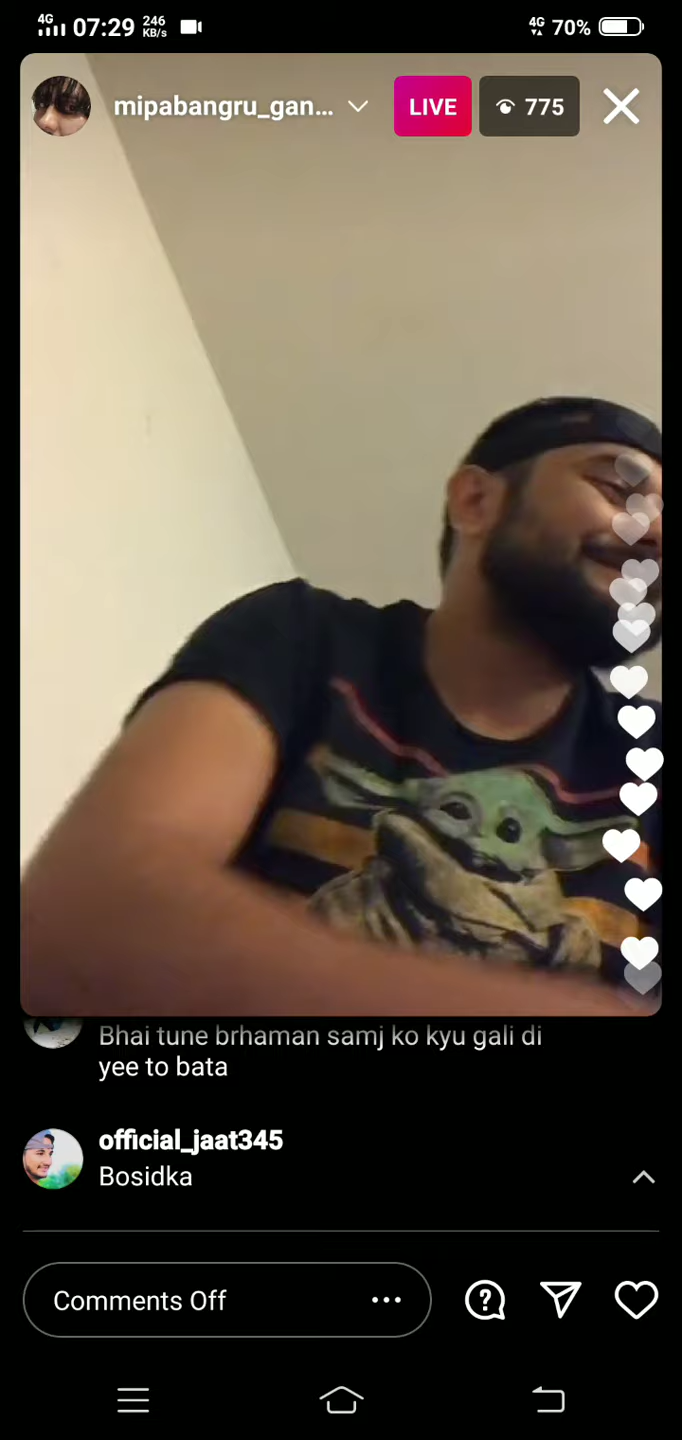 4G 07:29 246 KB/s 4G 70%
mipabangru_gan... LIVE 775
Bhai tune brhaman samj ko kyu gali di
yee to bata
official_jaat345
Bosidka
Comments Off